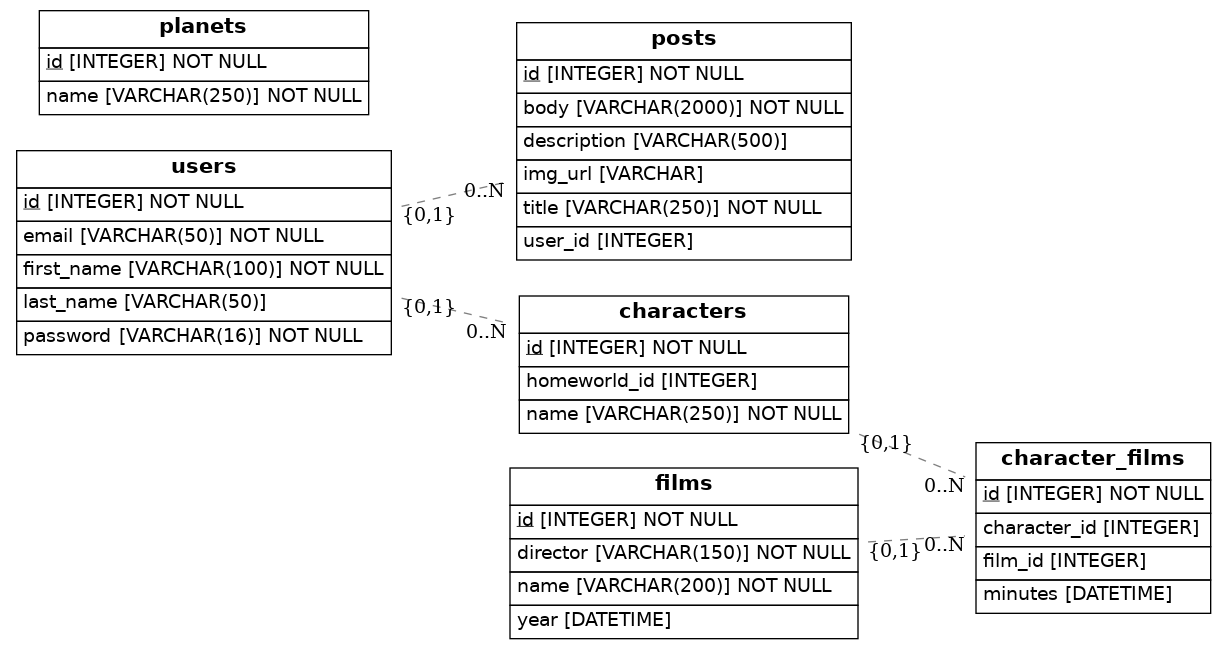 planets
id [INTEGER] NOT NULL
name [VARCHAR(250)] NOT NULL
users
id [INTEGER] NOT NULL
email [VARCHAR(50)] NOT NULL
first_name [VARCHAR(100)] NOT NULL
last_name [VARCHAR(50)]
password [VARCHAR(16)] NOT NULL
{0,1}
0..N
{0,1}
0..N
posts
id [INTEGER] NOT NULL
body [VARCHAR(2000)] NOT NULL
description [VARCHAR(500)]
img_url [VARCHAR]
title [VARCHAR(250)] NOT NULL
user_id [INTEGER]
characters
id [INTEGER] NOT NULL
homeworld_id [INTEGER]
name [VARCHAR(250)] NOT NULL
films
id [INTEGER] NOT NULL
director [VARCHAR(150)] NOT NULL
name [VARCHAR(200)] NOT NULL
year [DATETIME]
{0,1}
0..N
{0,1}
0..N
character_films
id [INTEGER] NOT NULL
character_id [INTEGER]
film_id [INTEGER]
minutes [DATETIME]